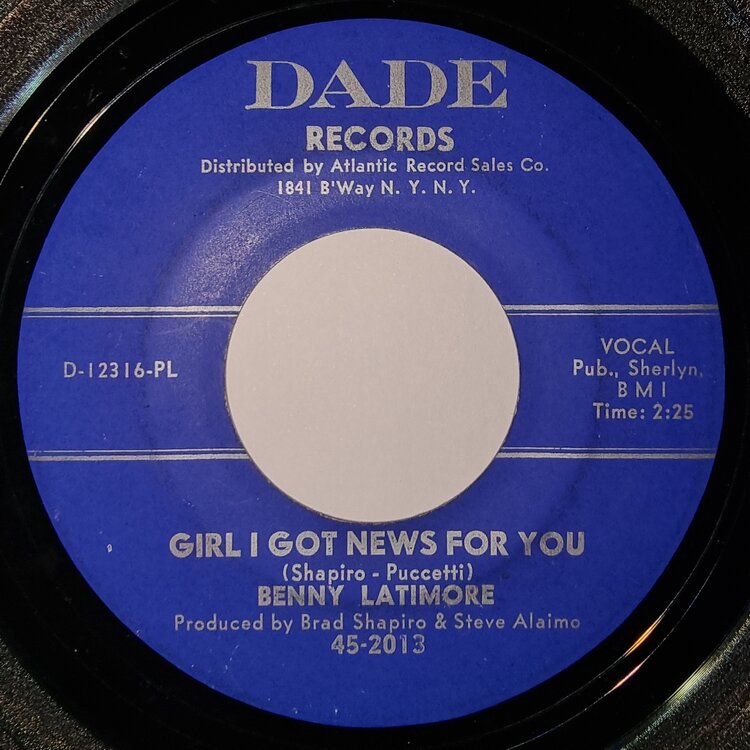 DADE
RECORDS
Distributed by Atlantic Record Sales Co.
1841 B'Way N. Y. N. Y.
D-12316-PL
VOCAL
Pub., Sherlyn,
B M I
Time: 2:25
GIRL I GOT NEWS FOR YOU
(Shapiro - Puccetti)
BENNY LATIMORE
Produced by Brad Shapiro & Steve Alaimo
45-2013